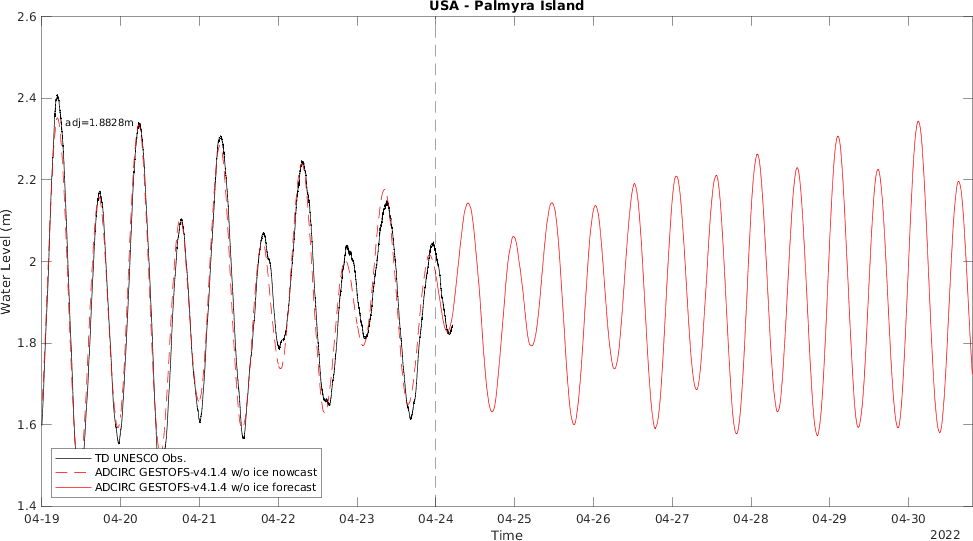 USA - Palmyra Island
2.6
2.4
2.2
2
1.8
1.6
1.4
Water Level (m)
adj=1.8828m
TD UNESCO Obs.
ADCIRC GESTOFS-v4.1.4 w/o ice nowcast
ADCIRC GESTOFS-v4.1.4 w/o ice forecast
04-19 04-20 04-21 04-22 04-23 04-24 04-25 04-26 04-27 04-28 04-29 04-30
2022
Time